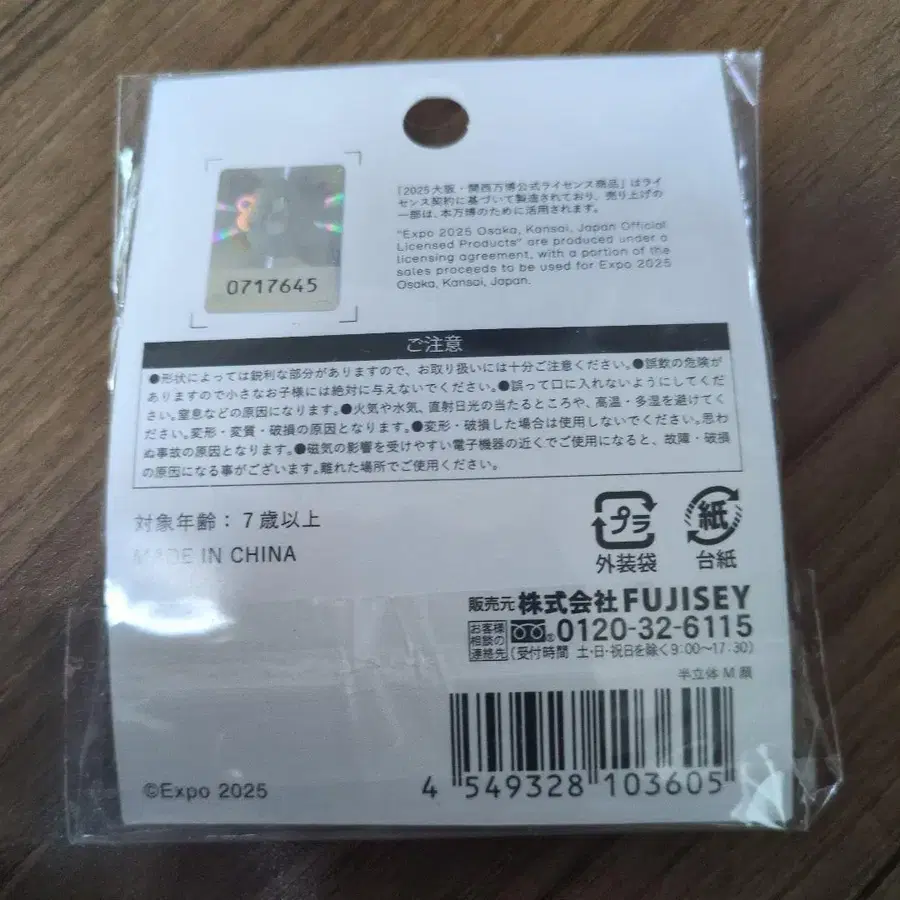 0717645
「2025大阪・関西万博公式ライセンス商品」はライ
センス契約に基づいて製造されており、売り上げの
一部は、本万博のために活用されます。
"Expo 2025 Osaka, Kansai, Japan Official
Licensed Products" are produced under a
licensing agreement, with a portion of the
sales proceeds to be used for Expo 2025
Osaka, Kansai, Japan.
ご注意
●形状によっては鋭利な部分がありますので、お取り扱いには十分ご注意ください。●誤飲の危険が
ありますので小さなお子様には絶対に与えないでください。●誤って口に入れないようにしてくだ
さい。窒息などの原因になります。●火気や水気、直射日光の当たるところや、高温・多湿を避けてく
ださい。変形・変質・破損の原因となります。●変形・破損した場合は使用しないでください。思わ
ぬ事故の原因となります。●磁気の影響を受けやすい電子機器の近くでご使用になると、故障・破損
の原因になる事がございます。離れた場所でご使用ください。
対象年齢：7歳以上
MADE IN CHINA
プラ
外装袋
紙
台紙
販売元 株式会社 FUJISEY
お客様
相談の
連絡先
0120-32-6115
(受付時間 土・日・祝日を除く9:00〜17:30)
半立体 M 顔
4 549328 103605
©Expo 2025